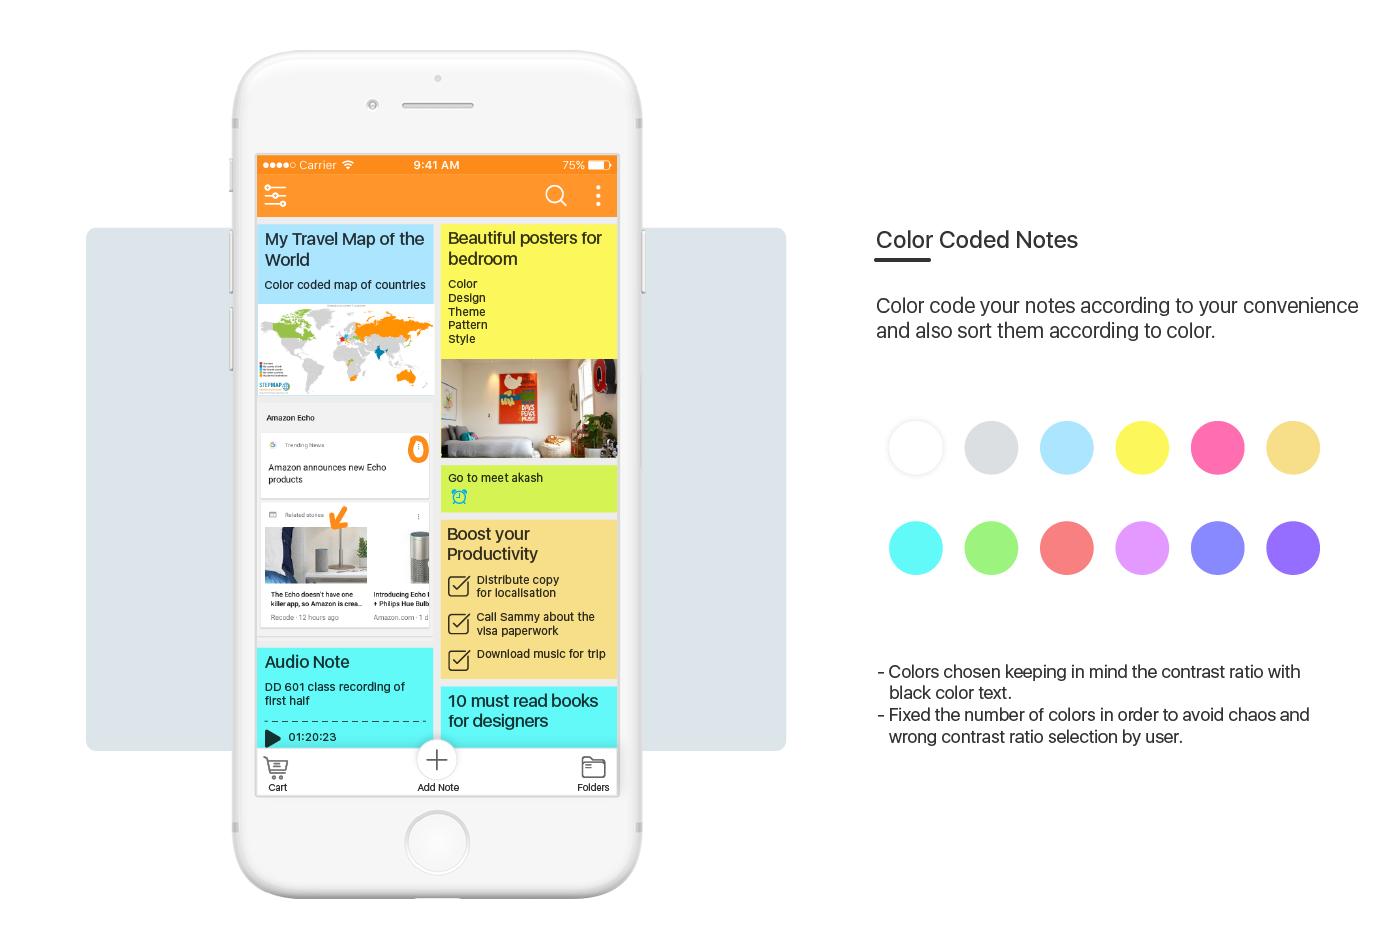 Carrier
9:41 AM
75%
My Travel Map of the
World
Color coded map of countries
STEPMAP
Amazon Echo
Trending News
Amazon announces new Echo
products
Related stories
The Echo doesn't have one
killer app, so Amazon is crea...
Recode · 12 hours ago
Introducing Echo
+ Philips Hue Bulb
Amazon.com · 1 d
Audio Note
DD 601 class recording of
first half
01:20:23
Beautiful posters for
bedroom
Color
Design
Theme
Pattern
Style
3 DAYS
PEACE
MUSIC
Q
Go to meet akash
Boost your
Productivity
Distribute copy
for localisation
Call Sammy about the
visa paperwork
Download music for trip
10 must read books
for designers
Cart
Add Note
Folders
Color Coded Notes
Color code your notes according to your convenience
and also sort them according to color.
- Colors chosen keeping in mind the contrast ratio with
black color text.
- Fixed the number of colors in order to avoid chaos and
wrong contrast ratio selection by user.